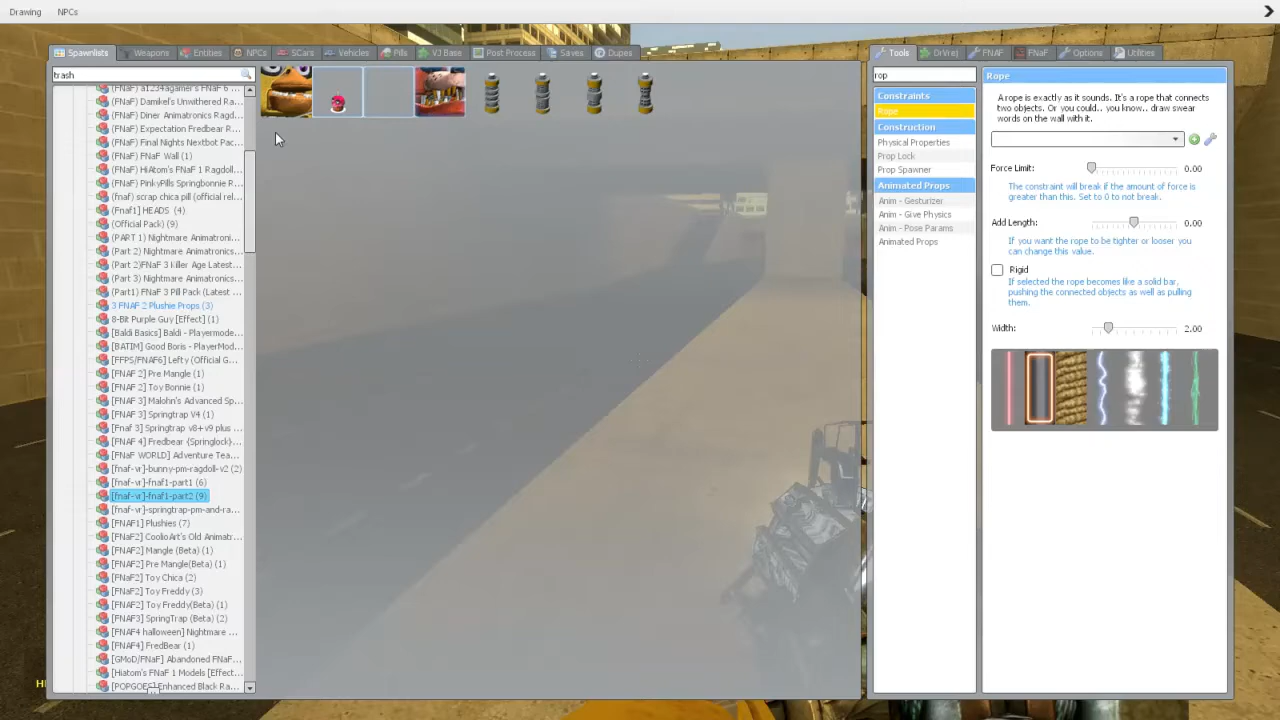 Drawing NPCs
Spawnlists Weapons Entities NPCs SCars Vehicles Pills VJ Base Post Process Saves Dupes
trash
(FNaF) a1234agamer's FNaF 6 ...
(FNaF) Damikel's Unwithered Ra...
(FNaF) Diner Animatronics Ragd...
(FNaF) Expectation Fredbear R...
(FNaF) Final Nights Nextbot Pac...
(FNaF) FNaF Wall (1)
(FNaF) HiAtom's FNaF 1 Ragdoll...
(FNaF) PinkyPills Springbonnie R...
(fnaf) scrap chica pill (official rel...
(Fnaf1) HEADS (4)
(Official Pack) (9)
(PART 1) Nightmare Animatroni...
(Part 2) Nightmare Animatronics...
(Part 2)FNaF 3 Killer Age Latest...
(Part 3) Nightmare Animatronics...
(Part1) FNaF 3 Pill Pack (Latest ...
3 FNAF 2 Plushie Props (3)
8-Bit Purple Guy [Effect] (1)
[Baldi Basics] Baldi - Playermode...
[BATIM] Good Boris - PlayerMod...
[FFPS/FNAF6] Lefty (Official G...
[FNAF 2] Pre Mangle (1)
[FNAF 2] Toy Bonnie (1)
[FNAF 3] Malohn's Advanced Sp...
[FNAF 3] Springtrap V4 (1)
[Fnaf 3] Springtrap v8+v9 plus ...
[FNAF 4] Fredbear {Springlock}...
[FNAF WORLD] Adventure Tea...
[fnaf-vr]-bunny-pm-ragdoll-v2 (2)
[fnaf-vr]-fnaf1-part1 (6)
[fnaf-vr]-fnaf1-part2 (9)
[fnaf-vr]-springtrap-pm-and-ra...
[FNAF1] Plushies (7)
[FNaF2] CoolioArt's Old Animatr...
[FNAF2] Mangle(Beta) (1)
[FNAF2] Pre Mangle(Beta) (1)
[FNaF2] Toy Chica (2)
[FNaF2] Toy Freddy (3)
[FNAF2] Toy Freddy(Beta) (1)
[FNAF3] SpringTrap (Beta) (2)
[FNAF4 halloween] Nightmare ...
[FNAF4] FredBear (1)
[GMoD/FNaF] Abandoned FNaF...
[Hiatom's FNaF 1 Models [Effect...
[POPGOES] Enhanced Black Ra...
Tools DrVrej FNAF FNaF Options Utilities
rop
Constraints
Rope
Construction
Physical Properties
Prop Lock
Prop Spawner
Animated Props
Anim - Gesturizer
Anim - Give Physics
Anim - Pose Params
Animated Props
Rope
A rope is exactly as it sounds. It's a rope that connects
two objects. Or you could.. you know.. draw swear
words on the wall with it.
Force Limit: 0.00
The constraint will break if the amount of force is
greater than this. Set to 0 to not break.
Add Length: 0.00
If you want the rope to be tighter or looser you
can change this value.
Rigid
If selected the rope becomes like a solid bar,
pushing the connected objects as well as pulling
them.
Width: 2.00